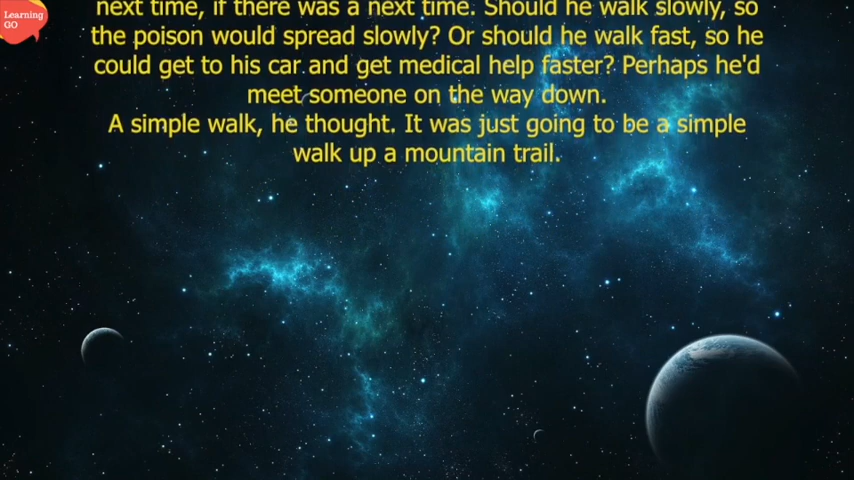 Learning
GO
next time, if there was a next time. Should he walk slowly, so
the poison would spread slowly? Or should he walk fast, so he
could get to his car and get medical help faster? Perhaps he'd
meet someone on the way down.
A simple walk, he thought. It was just going to be a simple
walk up a mountain trail.